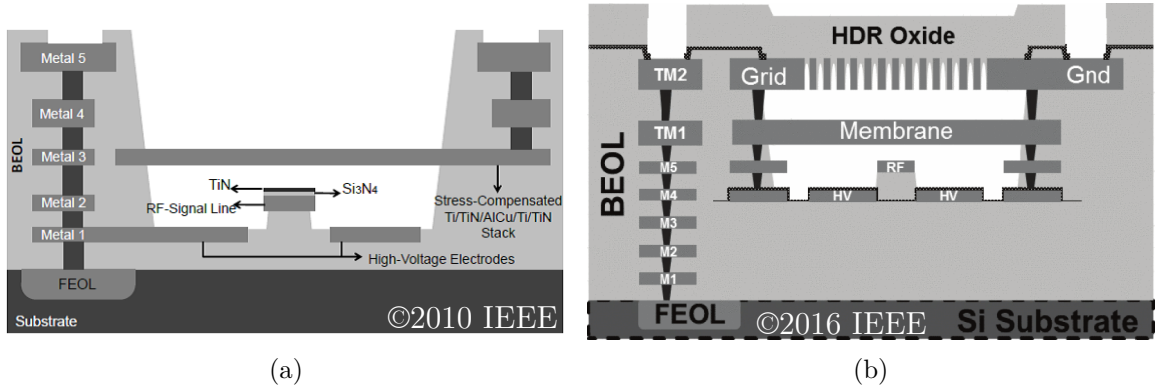 Metal 5
Metal 4
BEOL
Metal 3
TiN
Si₃N₄
Metal 2
RF-Signal Line
Stress-Compensated
Ti/TiN/AlCu/Ti/TiN
Stack
Metal 1
High-Voltage Electrodes
FEOL
Substrate
©2010 IEEE
(a)
HDR Oxide
TM2
Grid
Gnd
BEOL
TM1
Membrane
M5
RF
M4
HV
HV
M3
M2
M1
FEOL
©2016 IEEE
Si Substrate
(b)